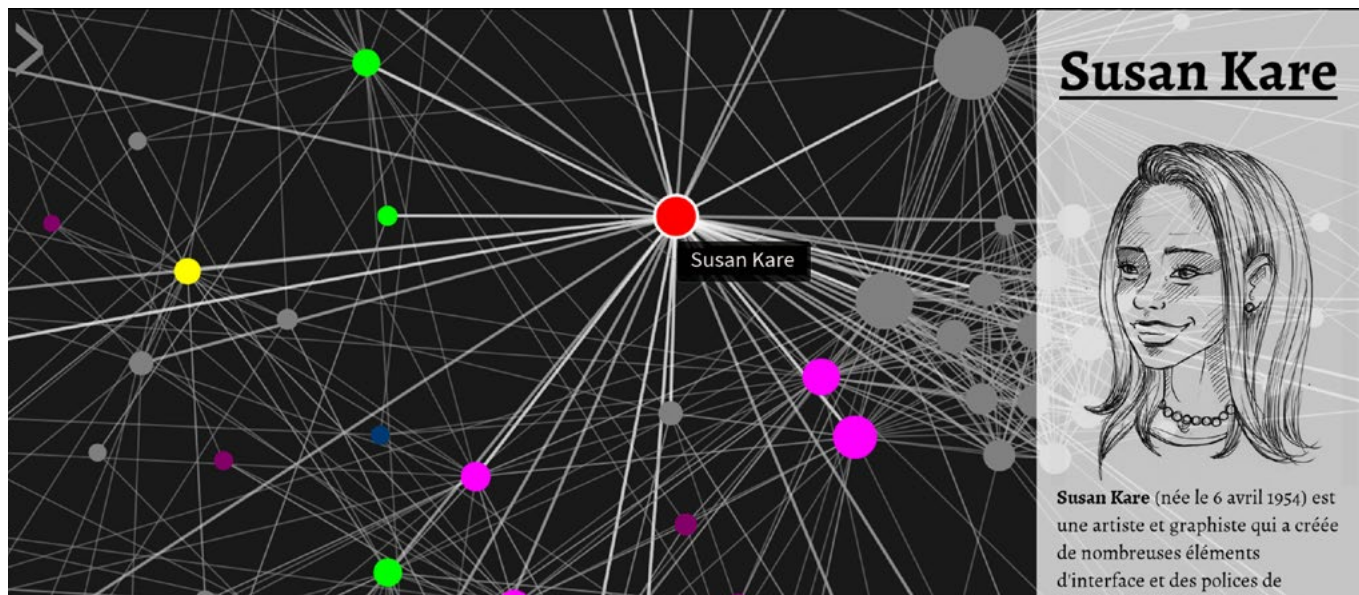 Susan Kare
Susan Kare
Susan Kare (née le 6 avril 1954) est
une artiste et graphiste qui a créée
de nombreuses éléments
d'interface et des polices de